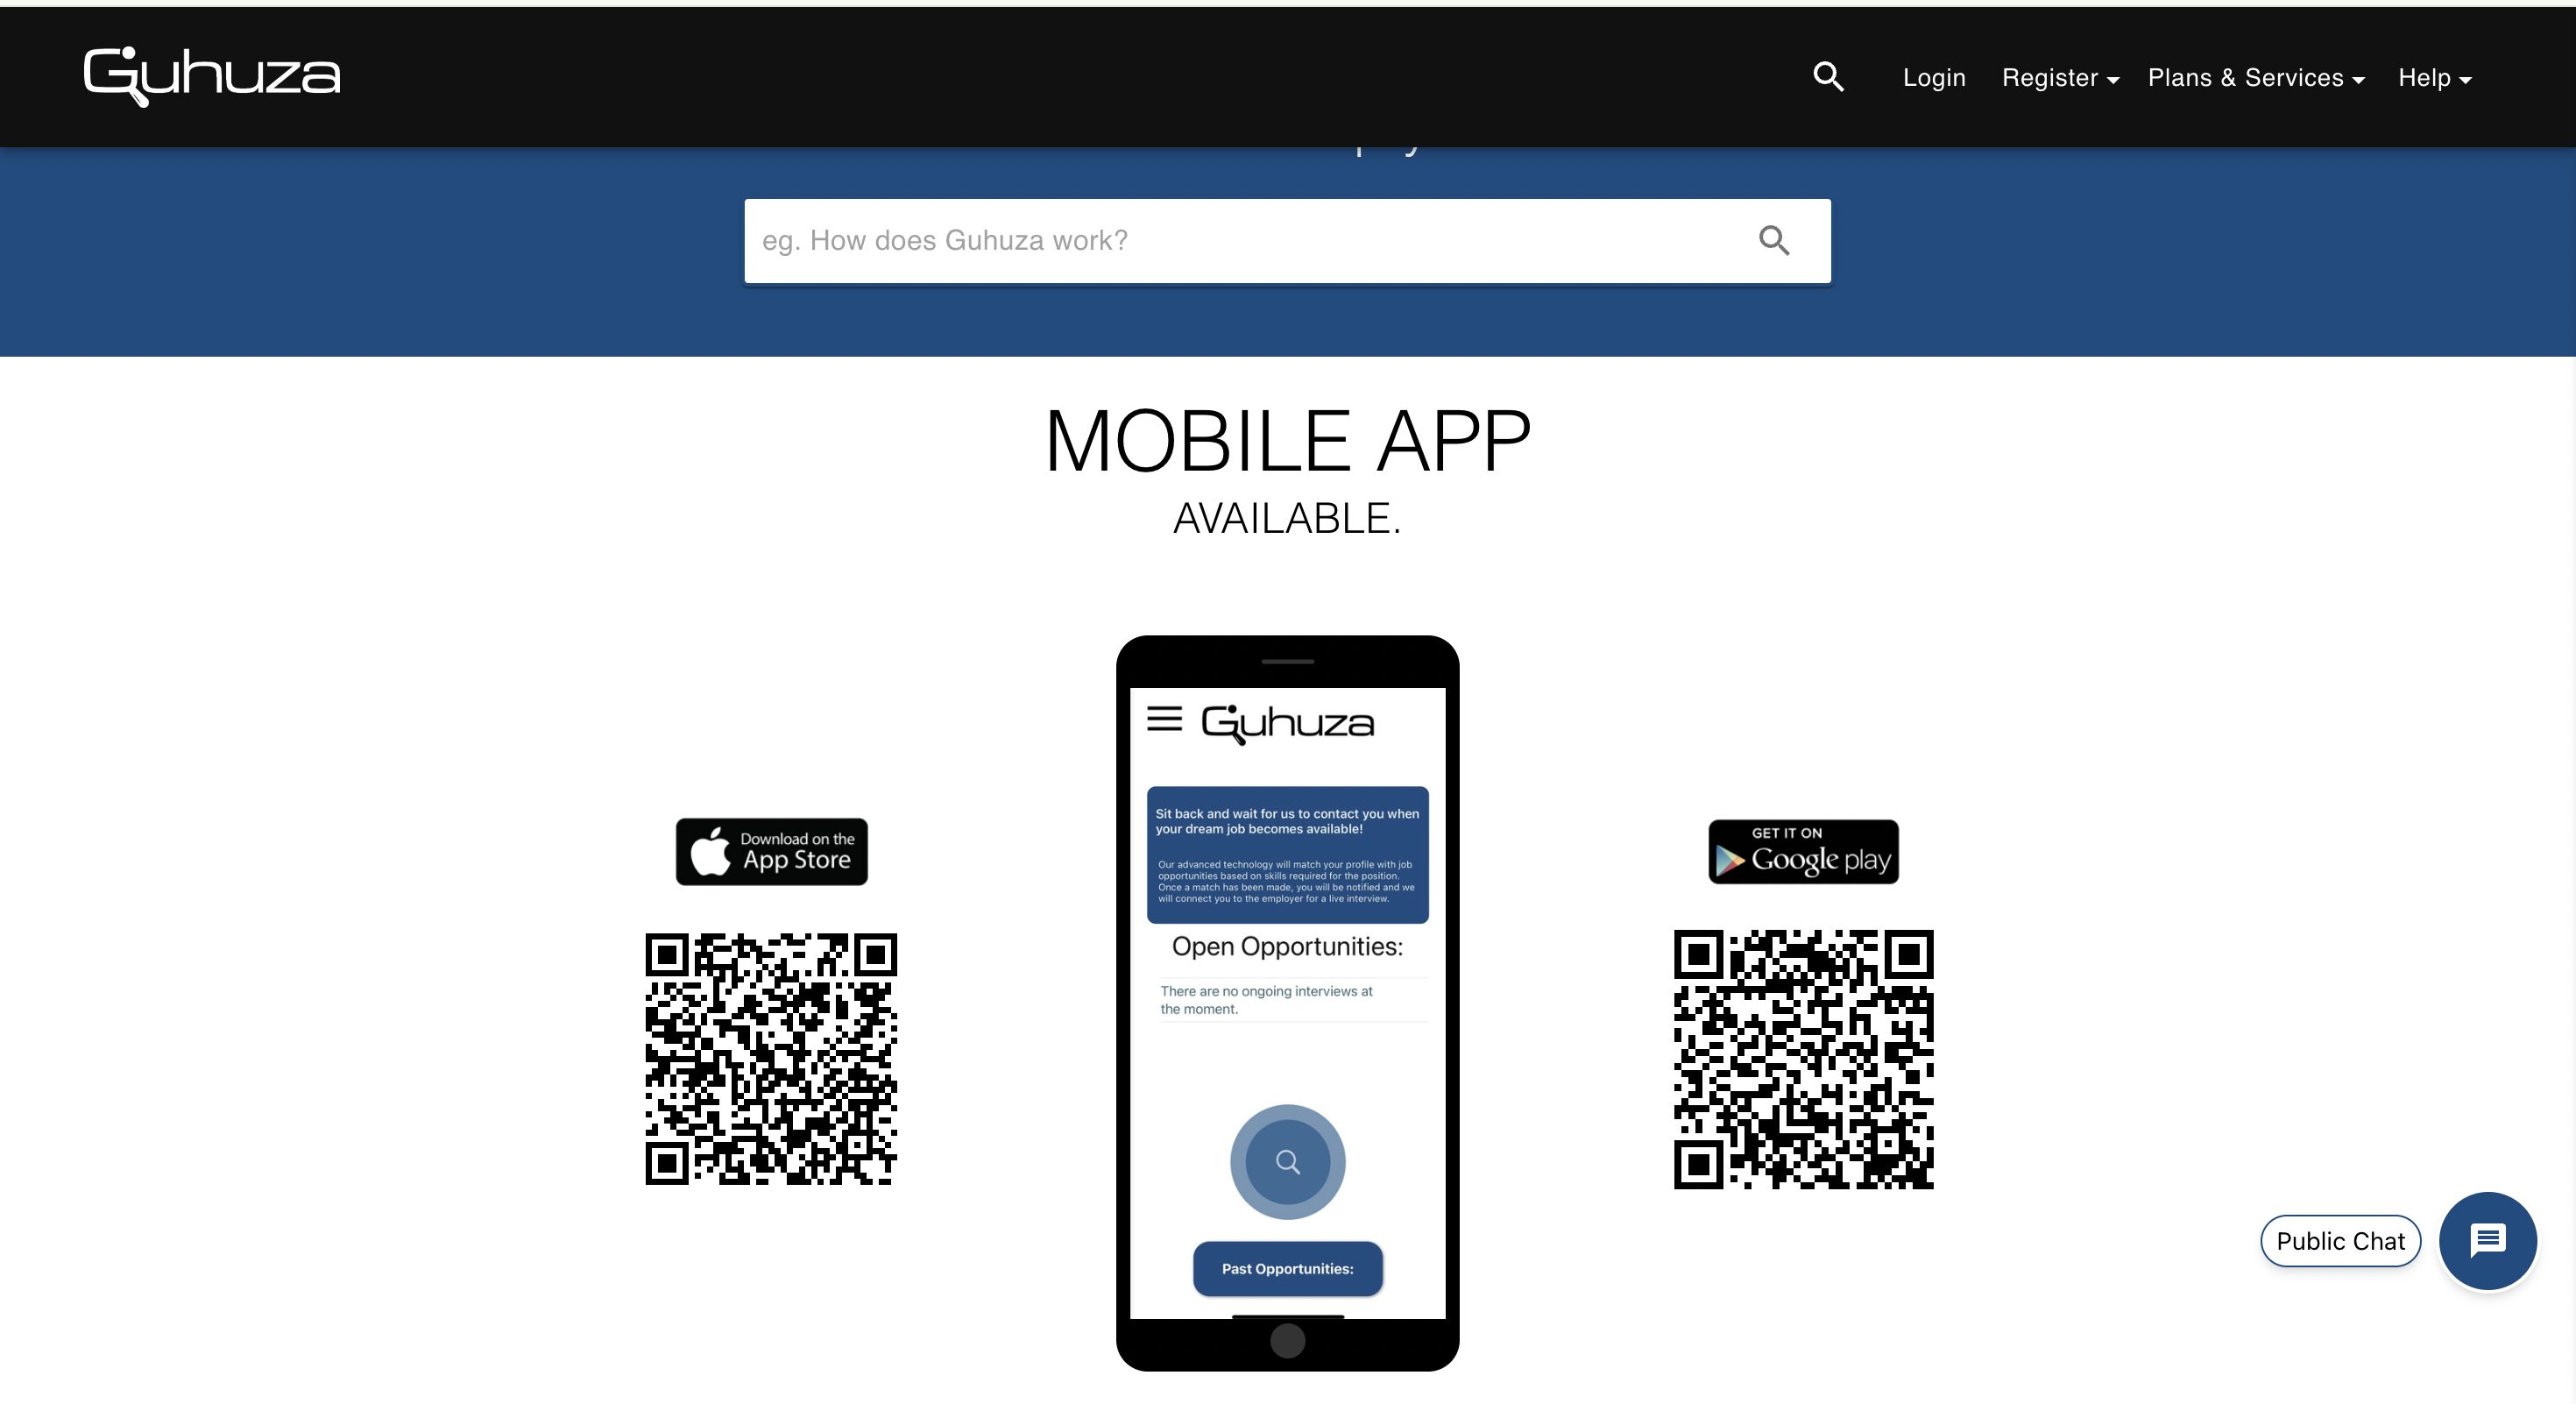 Guhuza
Login Register Plans & Services Help
eg. How does Guhuza work?
MOBILE APP
AVAILABLE.
Guhuza
Sit back and wait for us to contact you when
your dream job becomes available!
Our advanced technology will match your profile with job
opportunities based on skills required for the position.
Once a match has been made, you will be notified and we
will connect you to the employer for a live interview.
Download on the
App Store
GET IT ON
Google play
Open Opportunities:
There are no ongoing interviews at
the moment.
Past Opportunities:
Public Chat